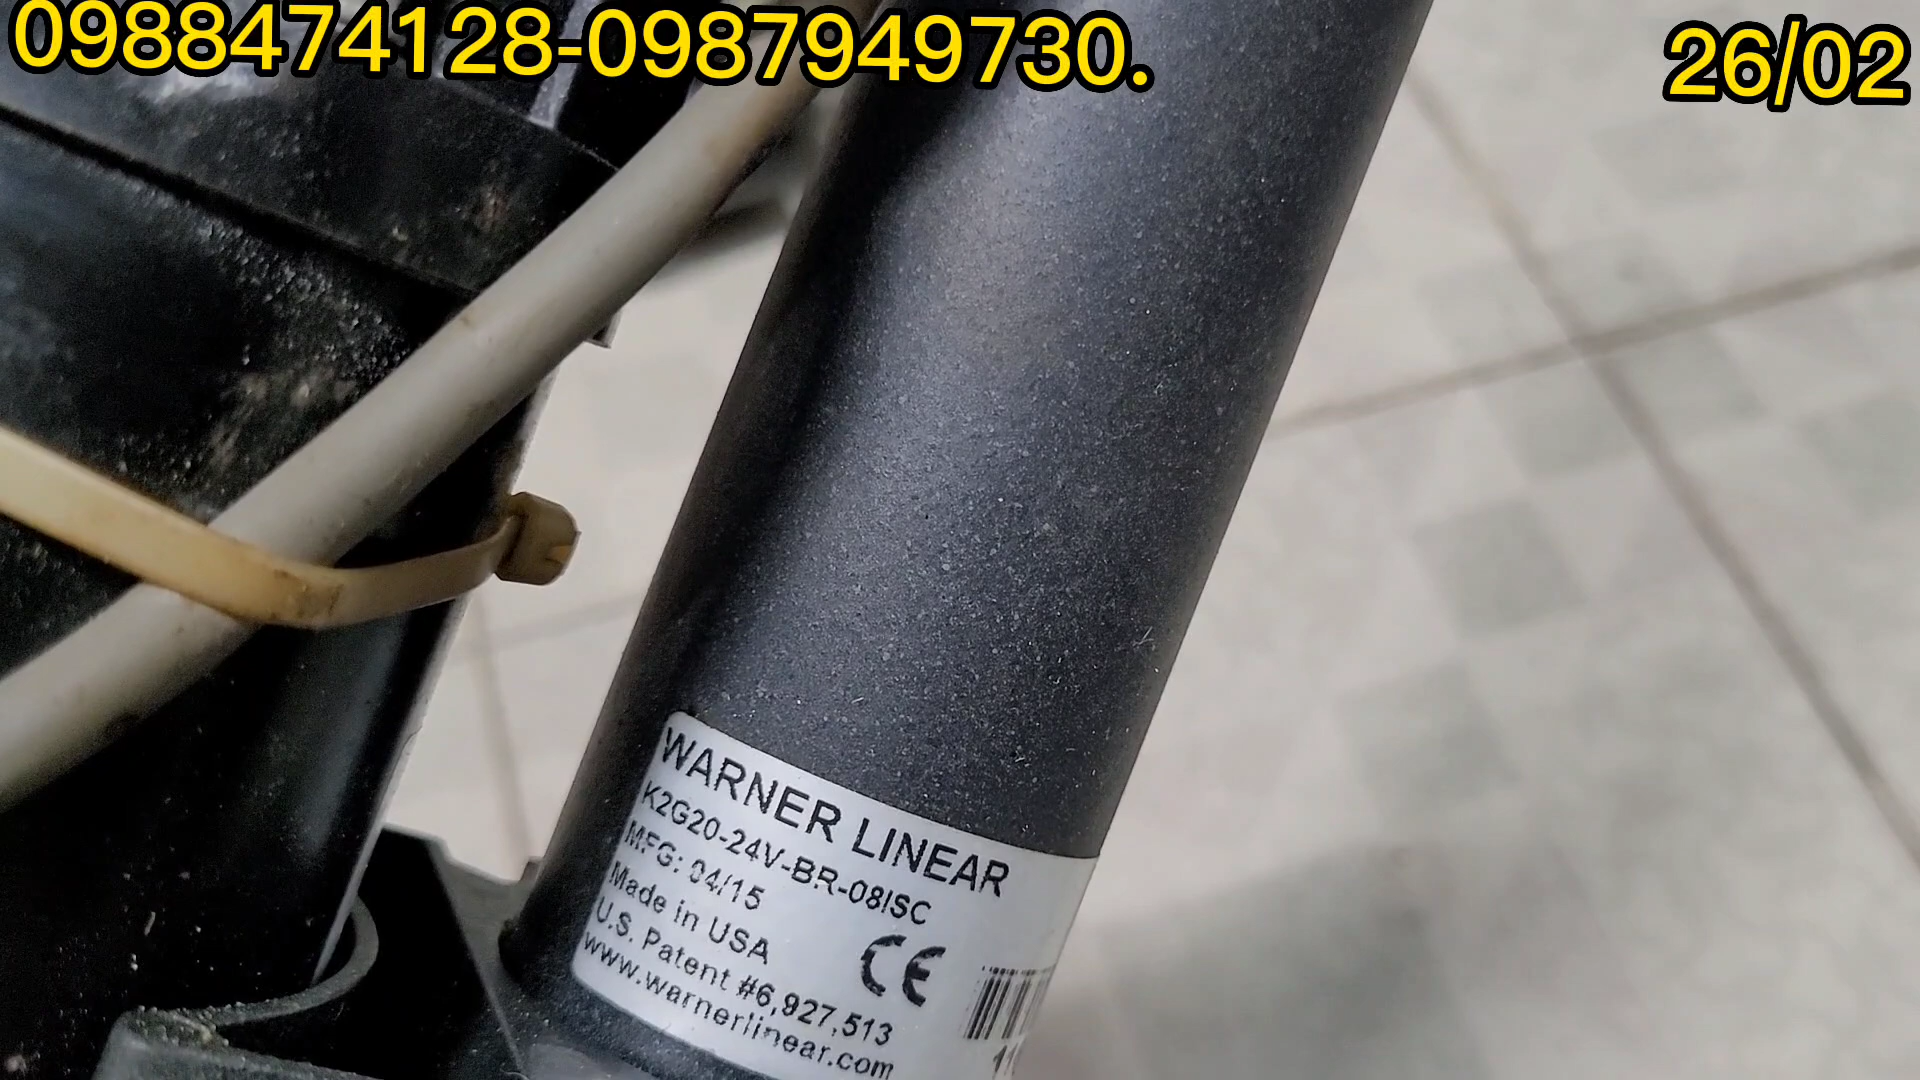 0988474128-0987949730.
26/02
WARNER LINEAR
K2G20-24V-BR-08ISC
MFG: 04/15
Made in USA
U.S. Patent #6,927,513
www.warnerlinear.com
CE